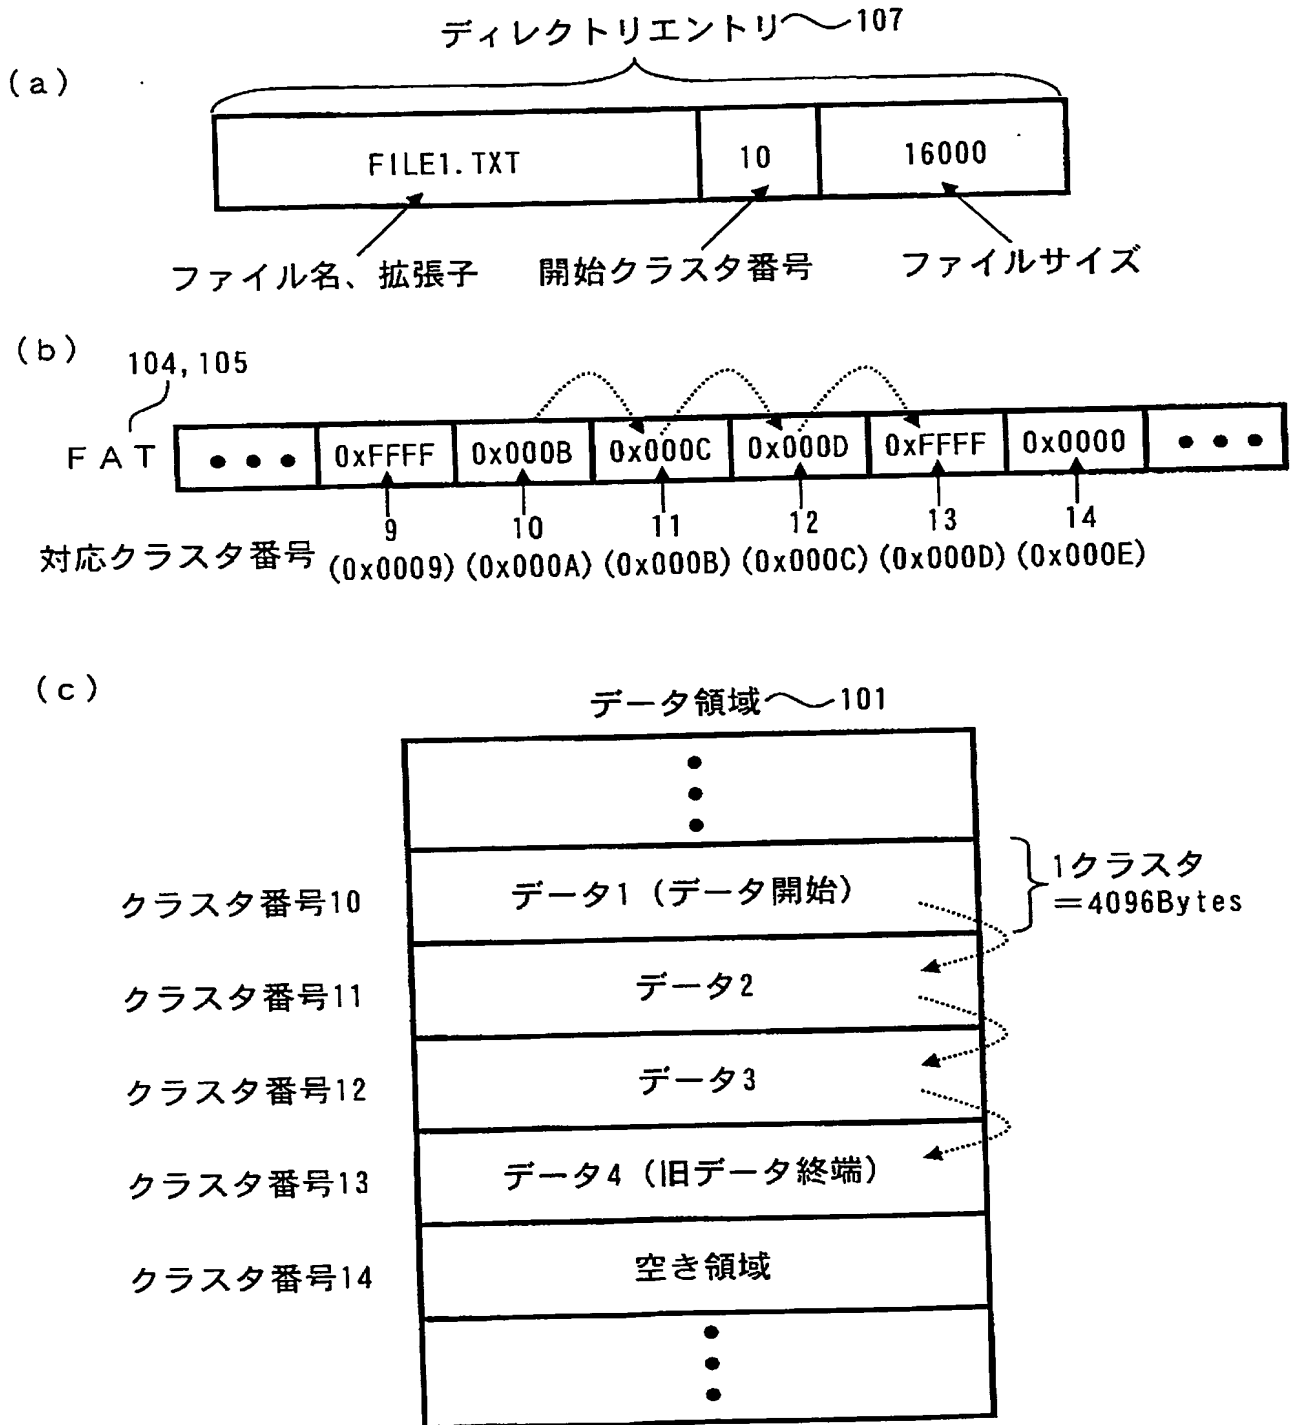 ディレクトリエントリ 107
(a)
FILE1.TXT 10 16000
ファイル名、拡張子 開始クラスタ番号 ファイルサイズ
(b)
104,105
FAT ••• 0xFFFF 0x000B 0x000C 0x000D 0xFFFF 0x0000 •••
9 10 11 12 13 14
対応クラスタ番号 (0x0009) (0x000A) (0x000B) (0x000C) (0x000D) (0x000E)
(c)
データ領域 101
クラスタ番号10 データ1(データ開始) 1クラスタ
=4096Bytes
クラスタ番号11 データ2
クラスタ番号12 データ3
クラスタ番号13 データ4(旧データ終端)
クラスタ番号14 空き領域